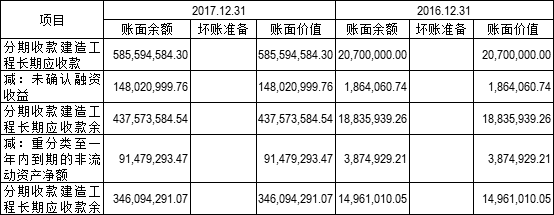 项目 2017.12.31 2016.12.31
账面余额 坏账准备 账面价值 账面余额 坏账准备 账面价值
分期收款建造工
程长期应收款 585,594,584.30 585,594,584.30 20,700,000.00 20,700,000.00
减：未确认融资
收益 148,020,999.76 148,020,999.76 1,864,060.74 1,864,060.74
分期收款建造工
程长期应收款余 437,573,584.54 437,573,584.54 18,835,939.26 18,835,939.26
减：重分类至一
年内到期的非流
动资产净额 91,479,293.47 91,479,293.47 3,874,929.21 3,874,929.21
分期收款建造工
程长期应收款余 346,094,291.07 346,094,291.07 14,961,010.05 14,961,010.05